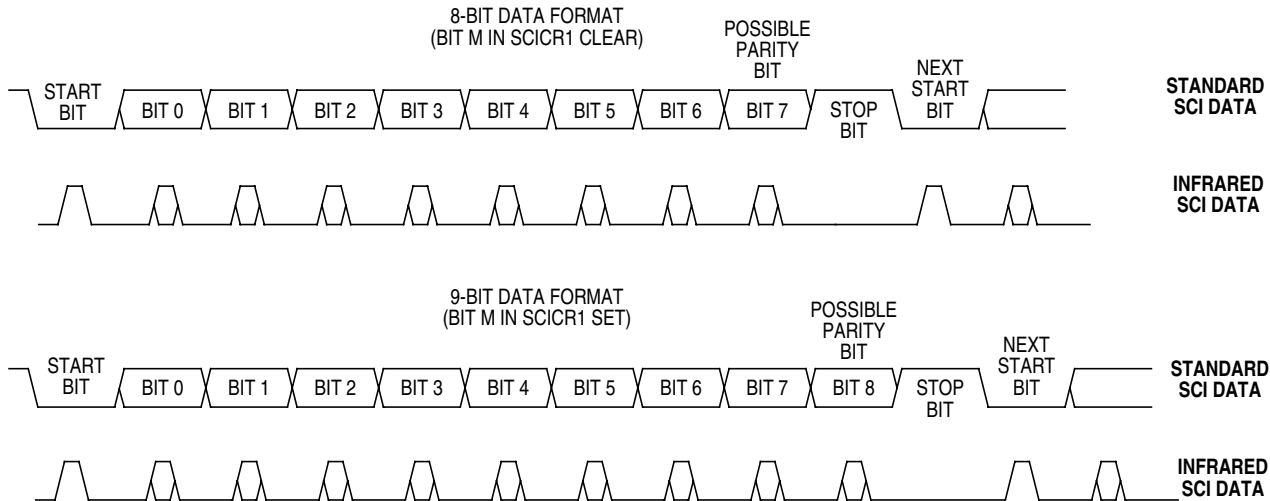 8-BIT DATA FORMAT
(BIT M IN SCICR1 CLEAR)
POSSIBLE
PARITY
BIT
START
BIT
BIT 0
BIT 1
BIT 2
BIT 3
BIT 4
BIT 5
BIT 6
BIT 7
STOP
BIT
NEXT
START
BIT
STANDARD
SCI DATA
INFRARED
SCI DATA
9-BIT DATA FORMAT
(BIT M IN SCICR1 SET)
POSSIBLE
PARITY
BIT
START
BIT
BIT 0
BIT 1
BIT 2
BIT 3
BIT 4
BIT 5
BIT 6
BIT 7
BIT 8
STOP
BIT
NEXT
START
BIT
STANDARD
SCI DATA
INFRARED
SCI DATA